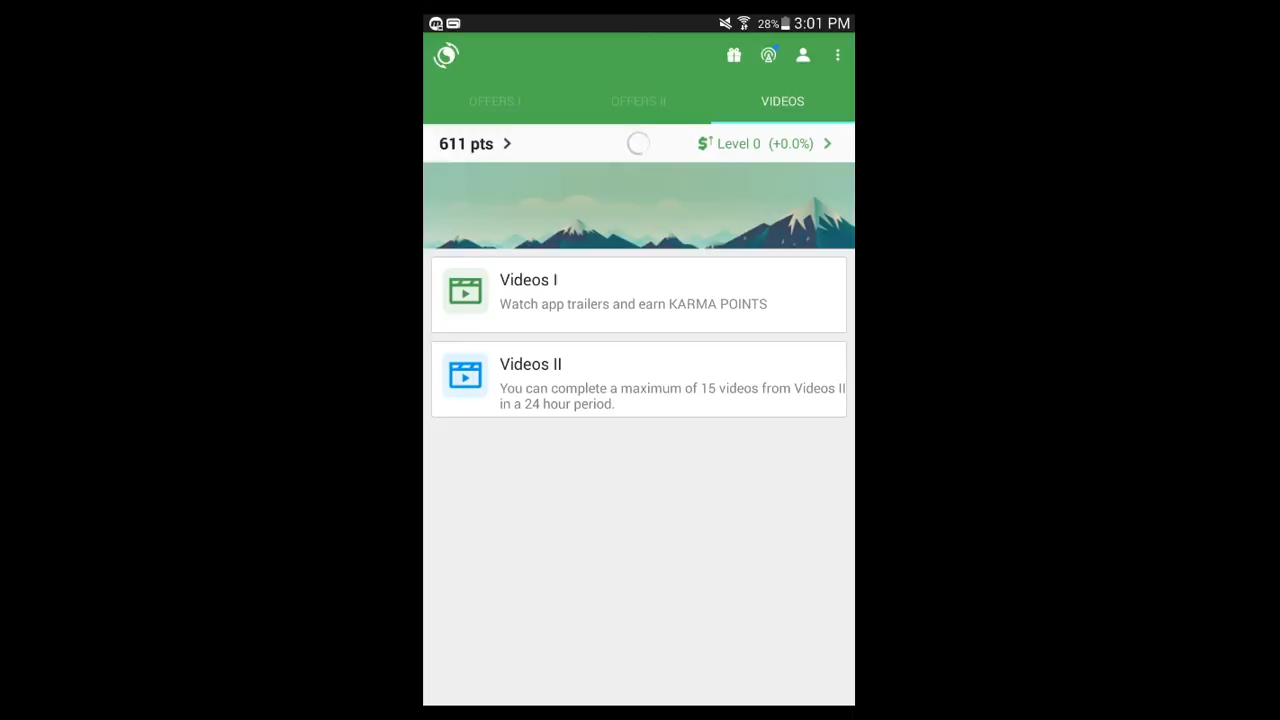 28% 3:01 PM
OFFERS I OFFERS II VIDEOS
611 pts $ Level 0 (+0.0%)
Videos I
Watch app trailers and earn KARMA POINTS
Videos II
You can complete a maximum of 15 videos from Videos II
in a 24 hour period.